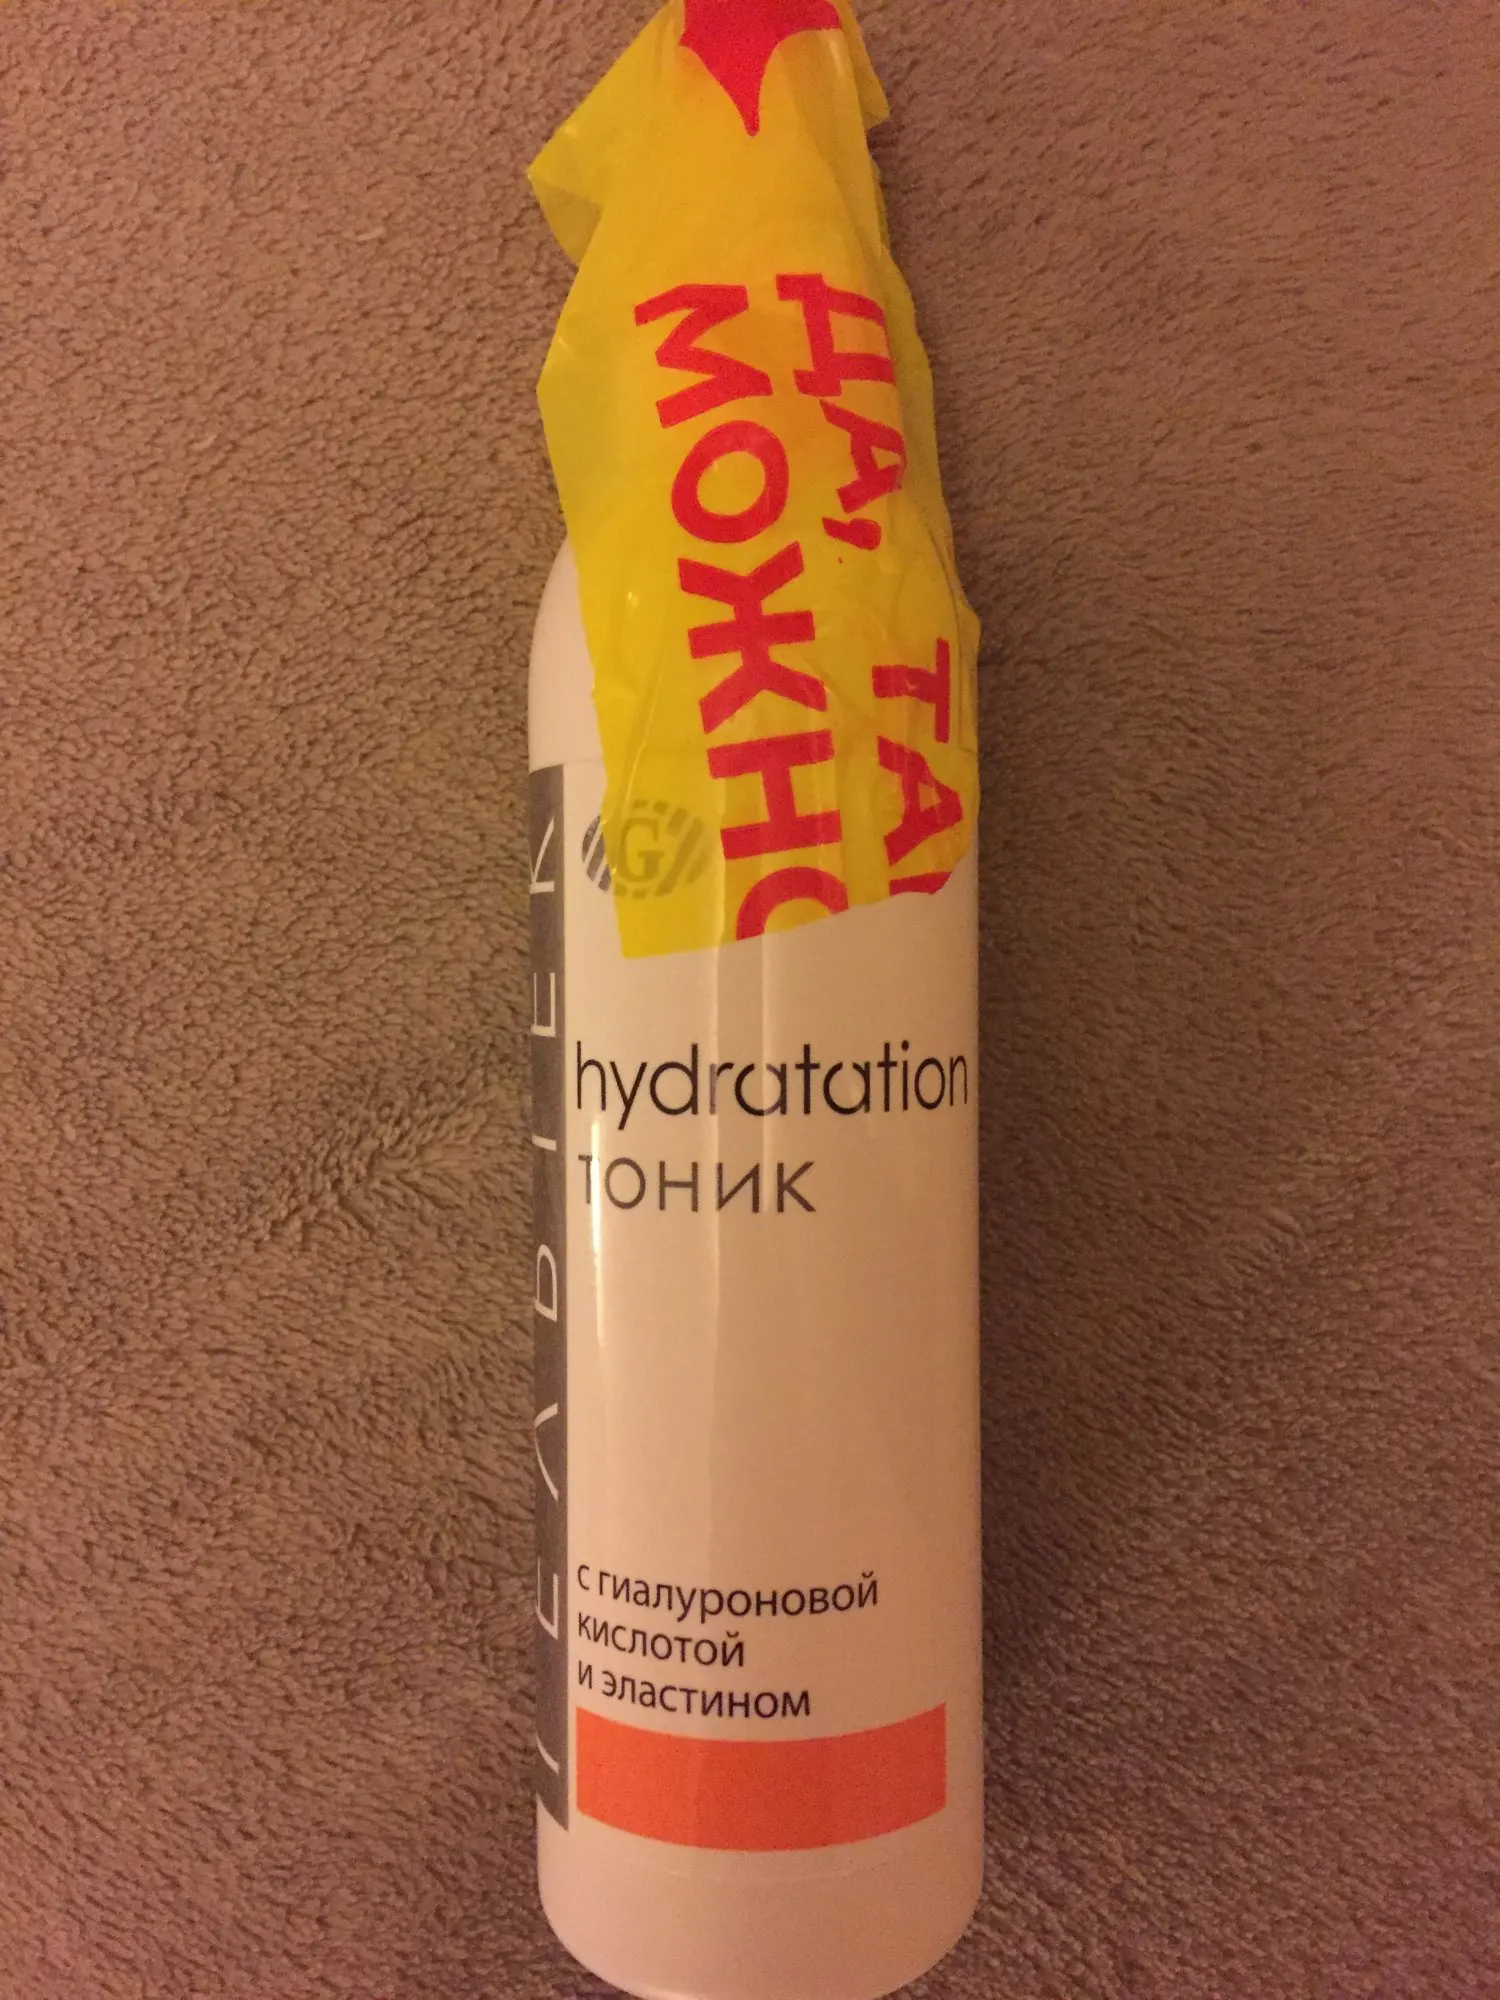 ДА, ТА
МОЖНО
G
ГЕЛЬТЕК
hydratation
тоник
с гиалуроновой
кислотой
и эластином